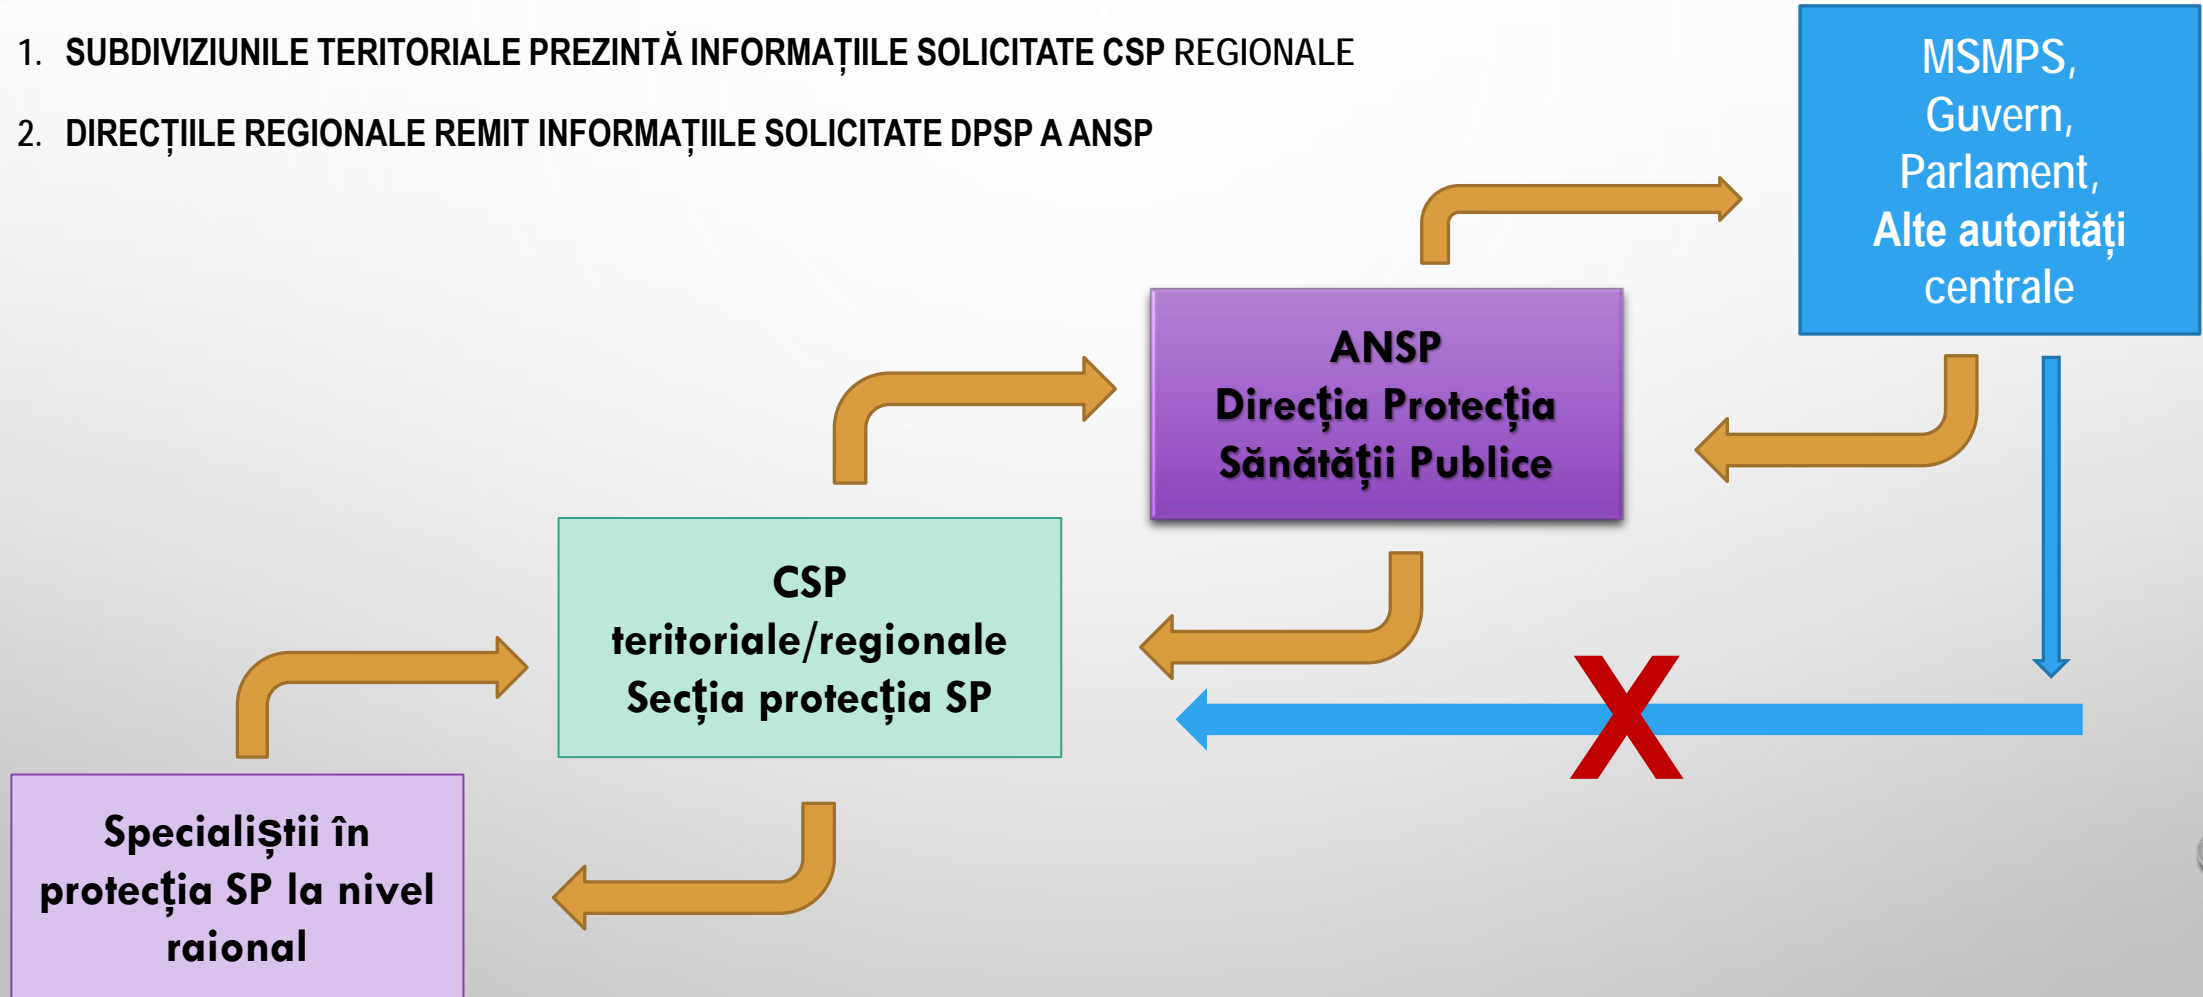 1. SUBDIVIZIUNILE TERITORIALE PREZINTĂ INFORMAȚIILE SOLICITATE CSP REGIONALE
2. DIRECȚIILE REGIONALE REMIT INFORMAȚIILE SOLICITATE DPSP A ANSP
MSMPS,
Guvern,
Parlament,
Alte autorități
centrale
ANSP
Direcția Protecția
Sănătății Publice
CSP
teritoriale/regionale
Secția protecția SP
X
Specialiștii în
protecția SP la nivel
raional